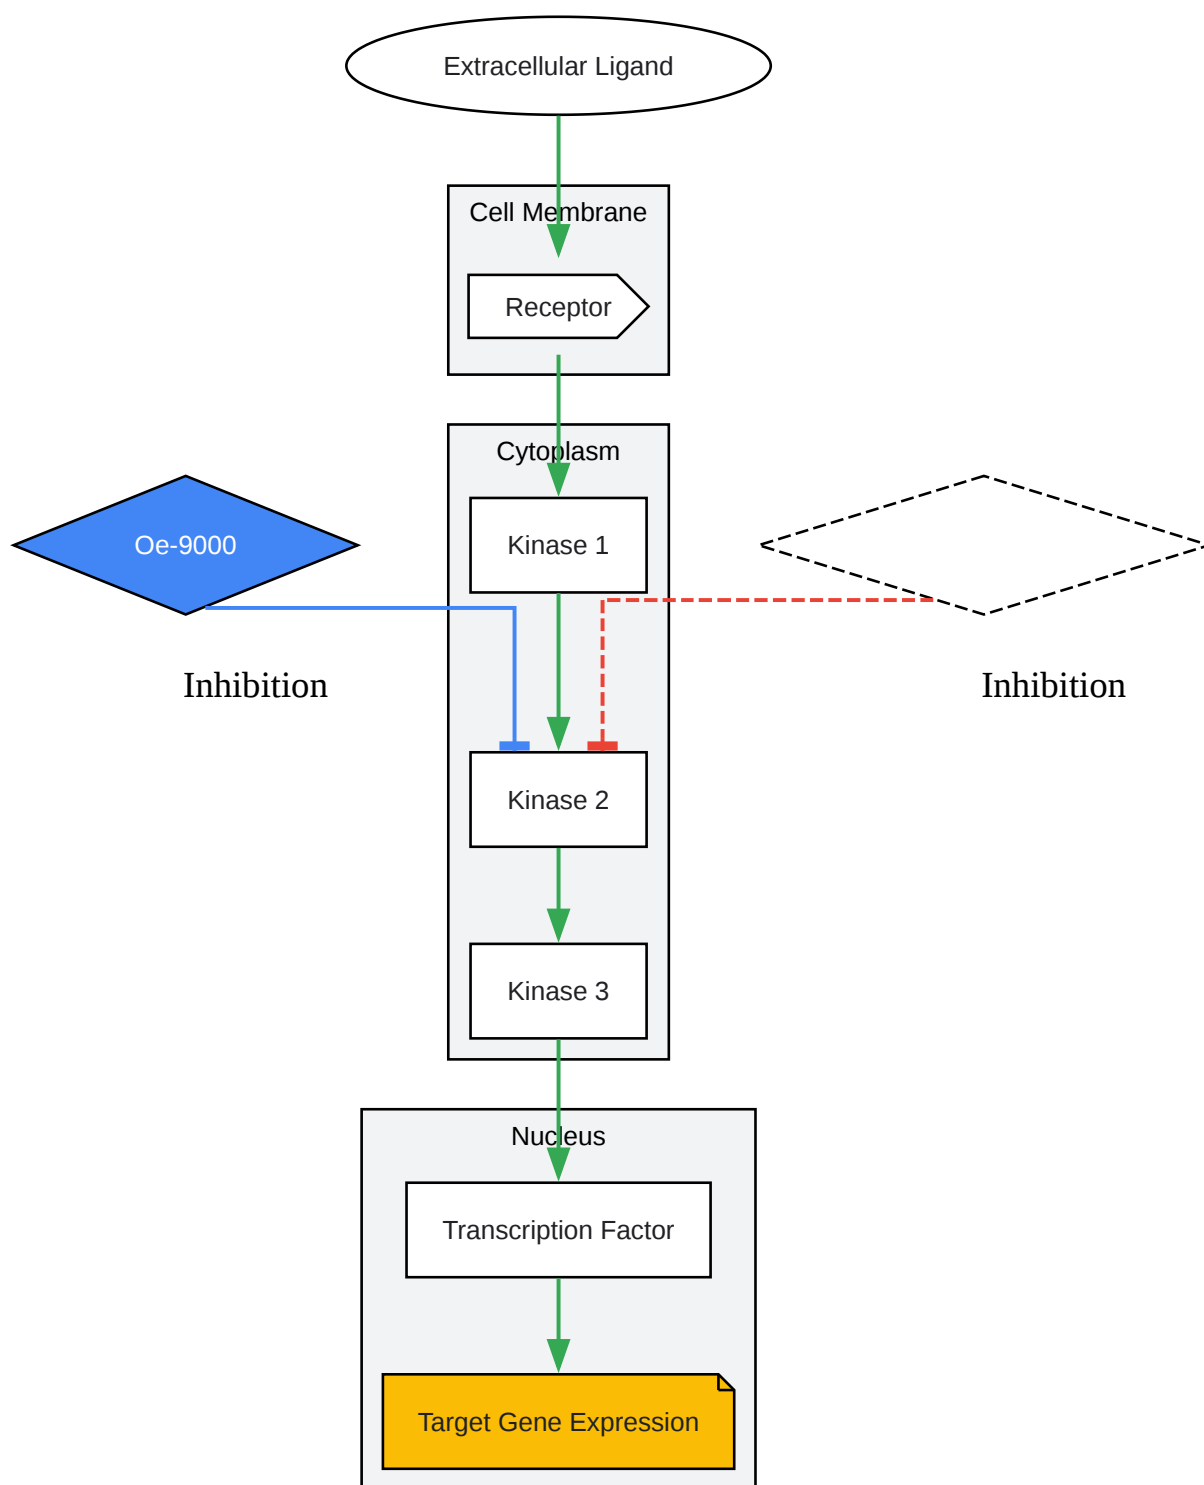 Extracellular Ligand
Cell Membrane
Receptor
Cytoplasm
Kinase 1
Oe-9000
Inhibition
Inhibition
Kinase 2
Kinase 3
Nucleus
Transcription Factor
Target Gene Expression